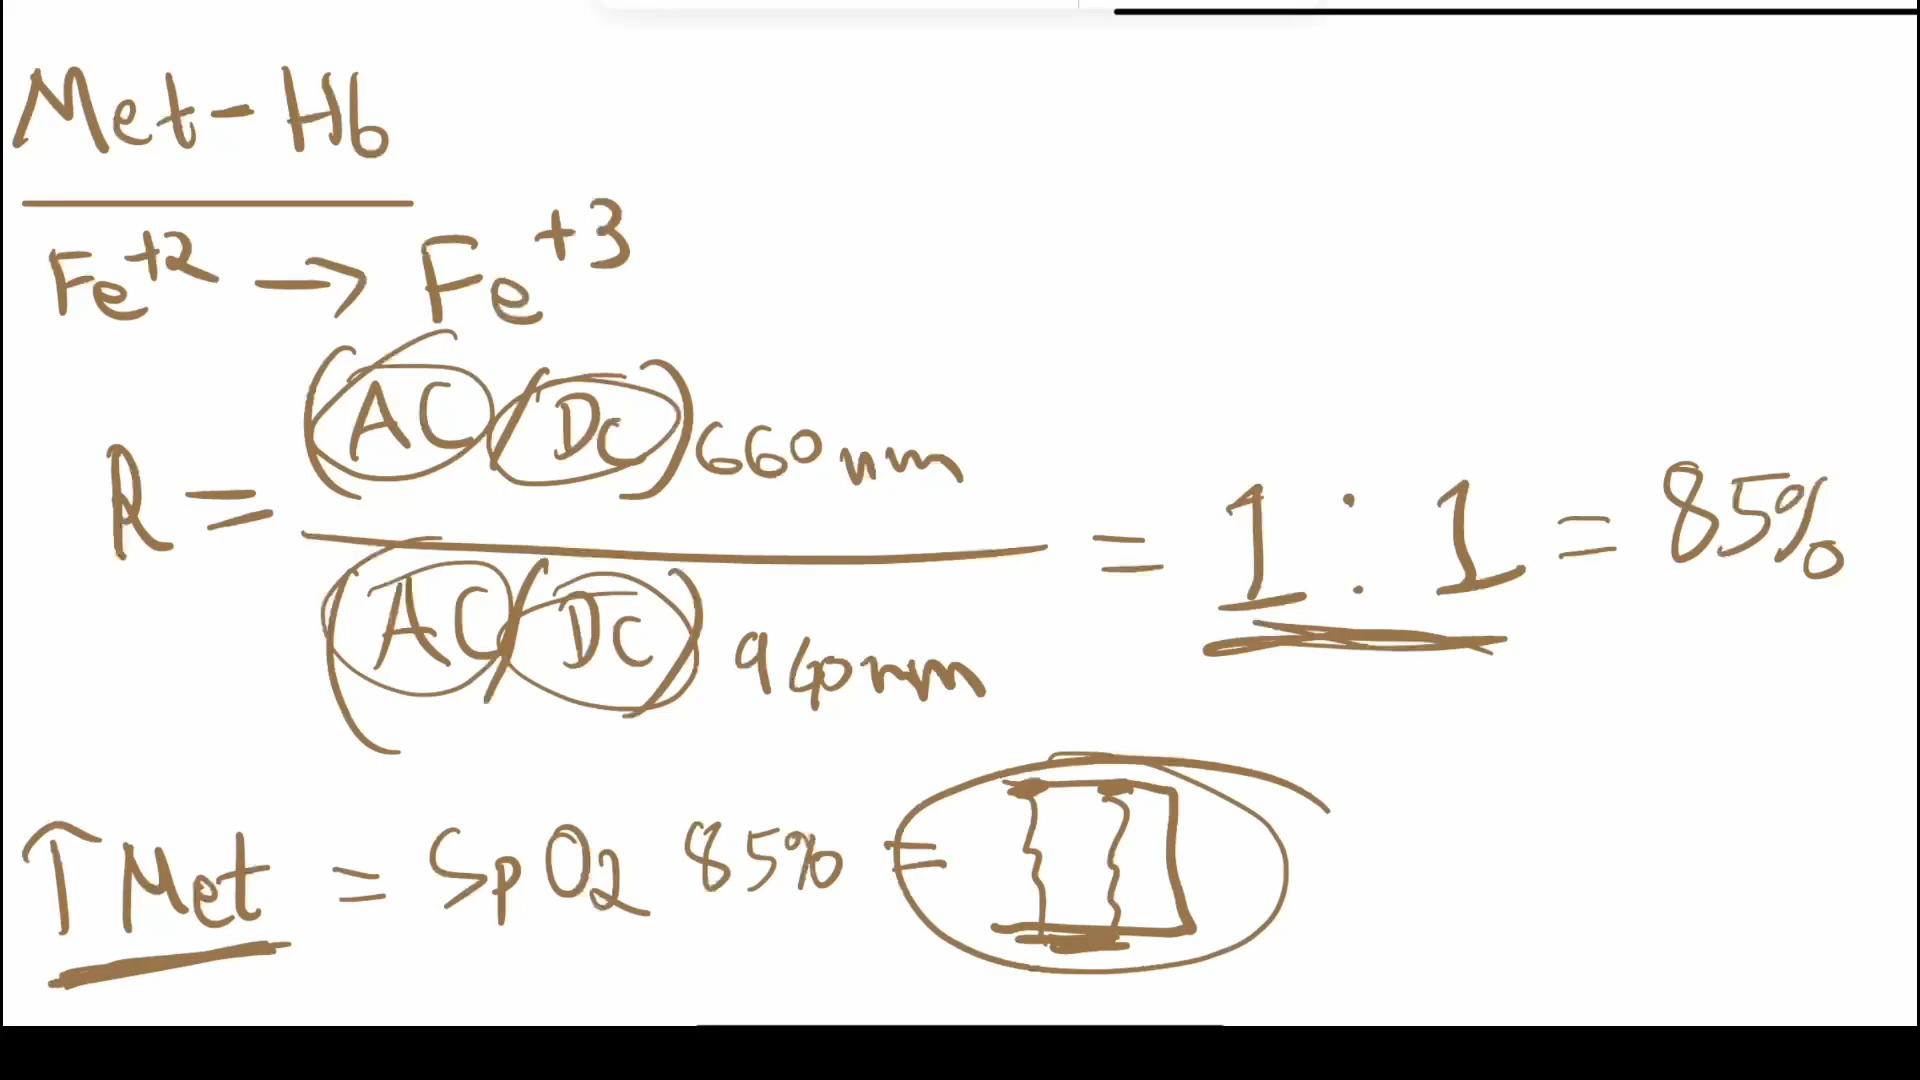 Met-Hb
Fe+2 → Fe+3
R = (AC/DC)660nm / (AC/DC)940nm = 1 : 1 = 85%
↑ Met = SpO2 85% =